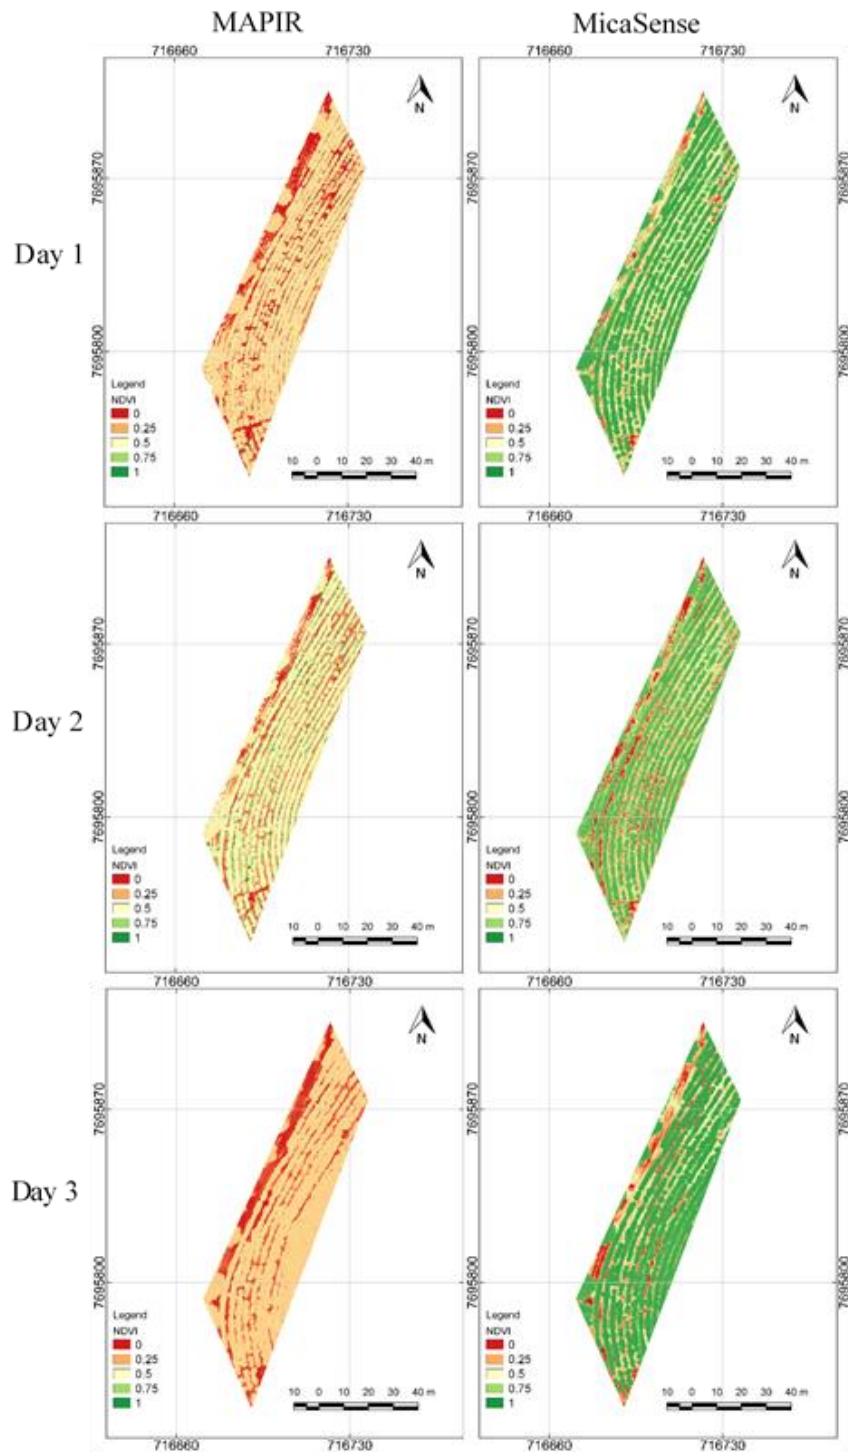 MAPIR MicaSense
716660 716730 716660 716730
N N
7695870 7695870
Day 1
7695800 7695800
Legend Legend
NDVI NDVI
0 0
0.25 0.25
0.5 0.5
0.75 0.75
1 1
10 0 10 20 30 40 m 10 0 10 20 30 40 m
716660 716730 716660 716730
N N
7695870 7695870
Day 2
7695800 7695800
Legend Legend
NDVI NDVI
0 0
0.25 0.25
0.5 0.5
0.75 0.75
1 1
10 0 10 20 30 40 m 10 0 10 20 30 40 m
716660 716730 716660 716730
N N
7695870 7695870
Day 3
7695800 7695800
Legend Legend
NDVI NDVI
0 0
0.25 0.25
0.5 0.5
0.75 0.75
1 1
10 0 10 20 30 40 m 10 0 10 20 30 40 m
716660 716730 716660 716730